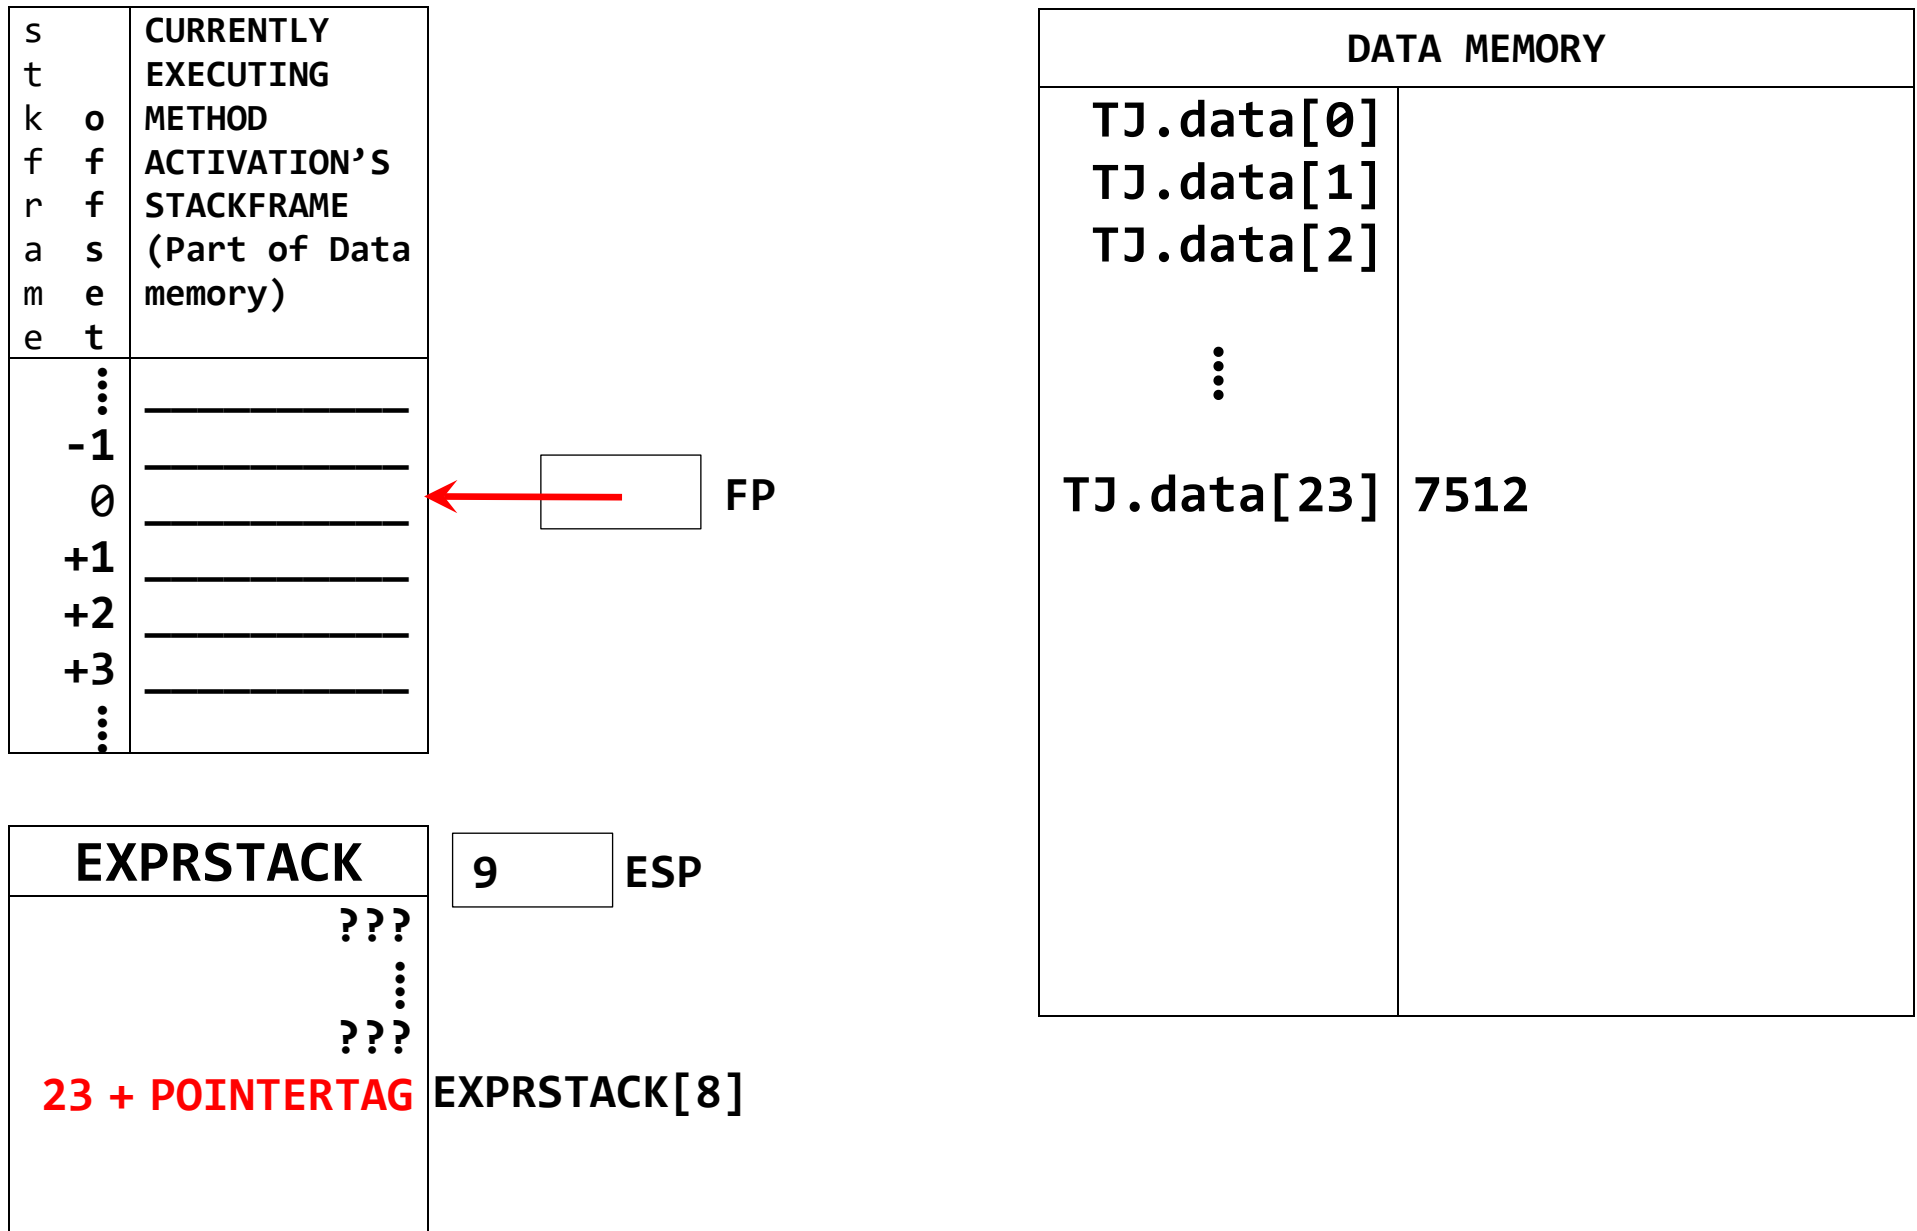 s CURRENTLY
t EXECUTING
k o METHOD
f f ACTIVATION’S
r f STACKFRAME
a s (Part of Data
m e memory)
e t
-1
0
+1
+2
+3
FP
EXPRSTACK
9 ESP
???
???
23 + POINTERTAG EXPRSTACK[8]
DATA MEMORY
TJ.data[0]
TJ.data[1]
TJ.data[2]
TJ.data[23] 7512